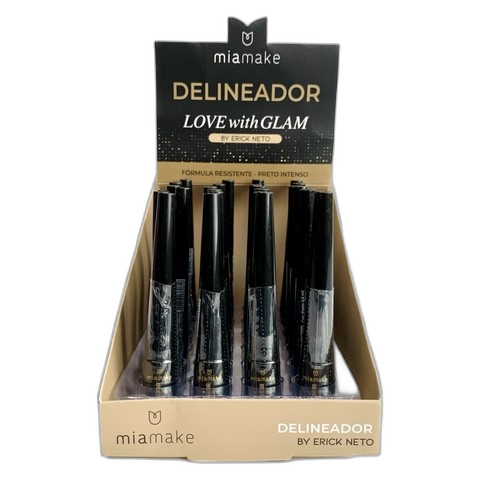 miamake
DELINEADOR
LOVE with GLAM
BY ERICK NETO
FÓRMULA RESISTENTE - PRETO INTENSO
miamake
DELINEADOR
BY ERICK NETO